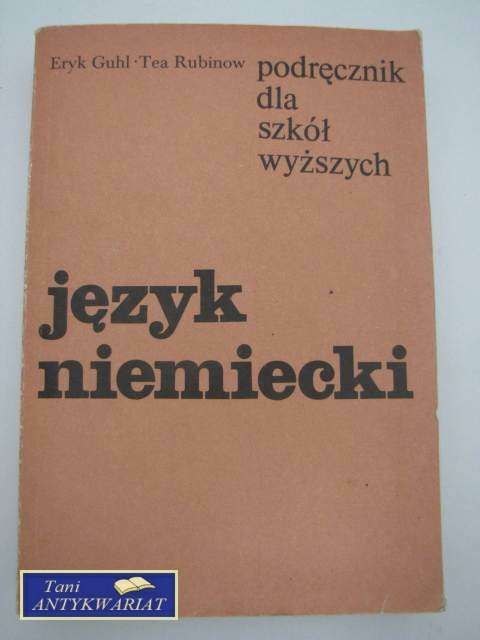 Eryk Guhl · Tea Rubinow
podręcznik
dla
szkół
wyższych
język
niemiecki
Tani
ANTYKWARIAT